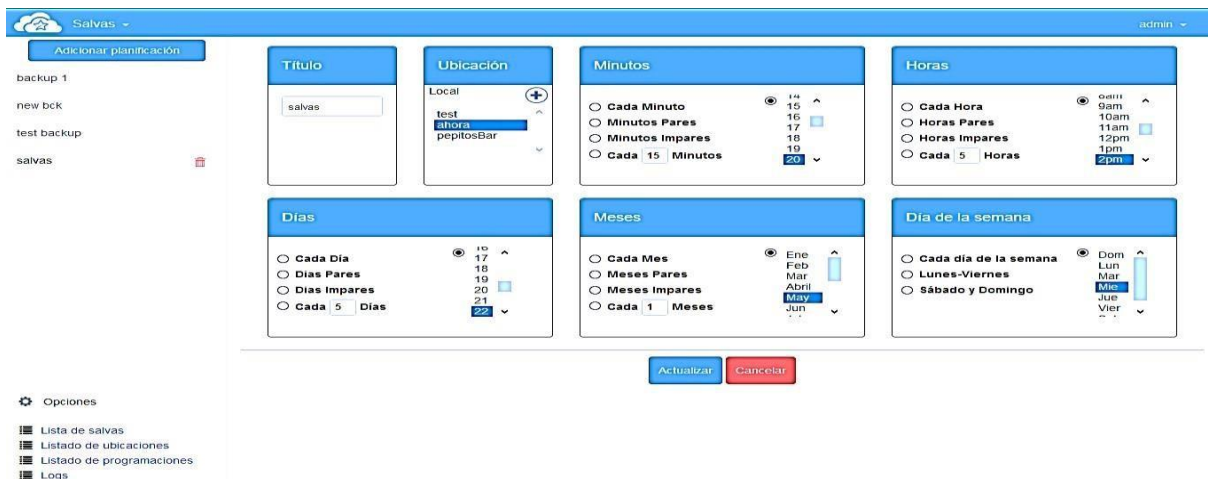 Salvas
admin
Adicionar planificación
backup 1
new bck
test backup
salvas
Opciones
Lista de salvas
Listado de ubicaciones
Listado de programaciones
Logs
Título
salvas
Ubicación
Local
test
ahora
pepitosBar
Minutos
Cada Minuto
Minutos Pares
Minutos Impares
Cada 15 Minutos
14
15
16
17
18
19
20
Horas
Cada Hora
Horas Pares
Horas Impares
Cada 5 Horas
8am
9am
10am
11am
12pm
1pm
2pm
Días
Cada Día
Dias Pares
Dias Impares
Cada 5 Días
16
17
18
19
20
21
22
Meses
Cada Mes
Meses Pares
Meses Impares
Cada 1 Meses
Ene
Feb
Mar
Abril
May
Jun
Día de la semana
Cada día de la semana
Lunes-Viernes
Sábado y Domingo
Dom
Lun
Mar
Mie
Jue
Vier
Actualizar
Cancelar